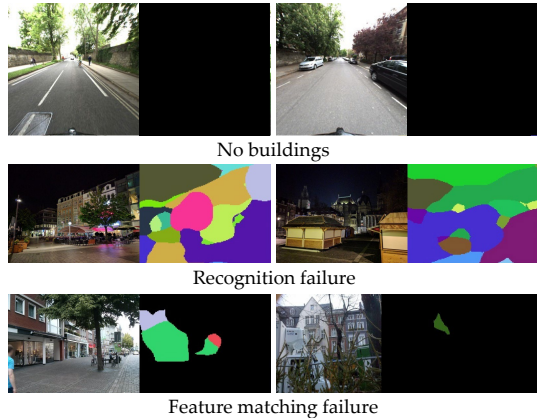 No buildings
Recognition failure
Feature matching failure